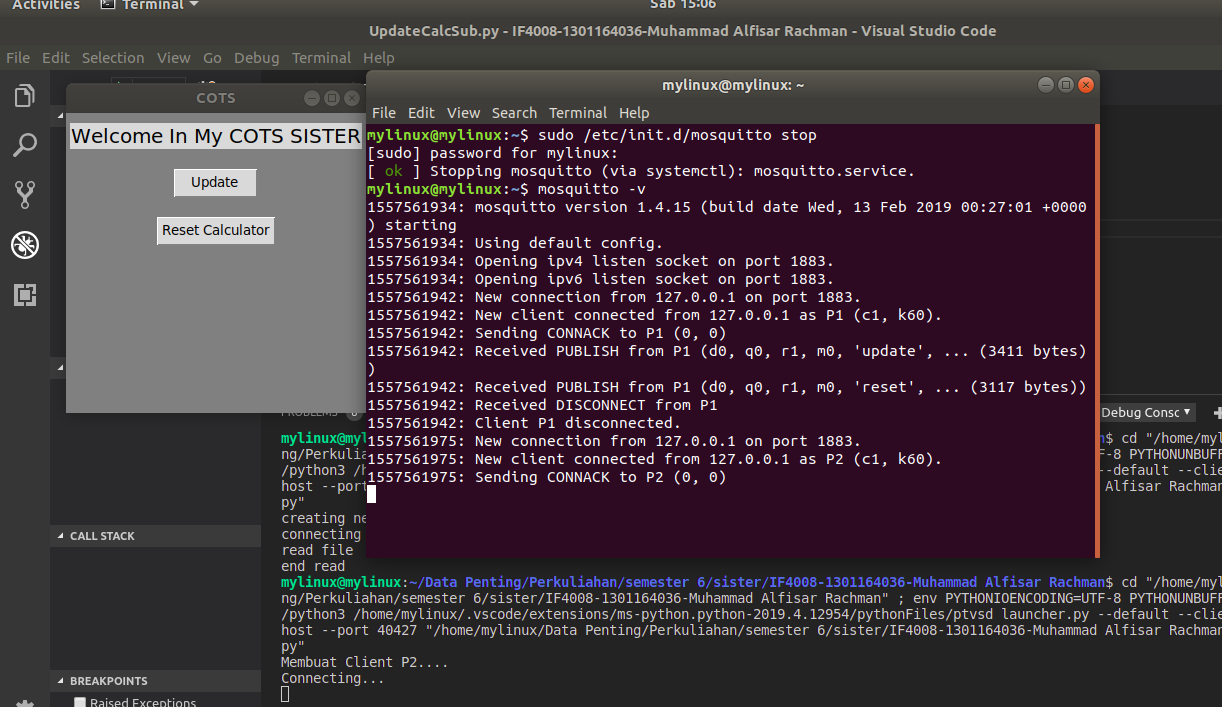 Activities
Terminal
Sab 15:06
UpdateCalcSub.py - IF4008-1301164036-Muhammad Alfisar Rachman - Visual Studio Code
File Edit Selection View Go Debug Terminal Help
COTS
Welcome In My COTS SISTER
Update
Reset Calculator
mylinux@mylinux: ~
File Edit View Search Terminal Help
mylinux@mylinux:~$ sudo /etc/init.d/mosquitto stop
[sudo] password for mylinux:
[ ok ] Stopping mosquitto (via systemctl): mosquitto.service.
mylinux@mylinux:~$ mosquitto -v
1557561934: mosquitto version 1.4.15 (build date Wed, 13 Feb 2019 00:27:01 +0000
) starting
1557561934: Using default config.
1557561934: Opening ipv4 listen socket on port 1883.
1557561934: Opening ipv6 listen socket on port 1883.
1557561942: New connection from 127.0.0.1 on port 1883.
1557561942: New client connected from 127.0.0.1 as P1 (c1, k60).
1557561942: Sending CONNACK to P1 (0, 0)
1557561942: Received PUBLISH from P1 (d0, q0, r1, m0, 'update', ... (3411 bytes)
)
1557561942: Received PUBLISH from P1 (d0, q0, r1, m0, 'reset', ... (3117 bytes))
1557561942: Received DISCONNECT from P1
1557561942: Client P1 disconnected.
1557561975: New connection from 127.0.0.1 on port 1883.
1557561975: New client connected from 127.0.0.1 as P2 (c1, k60).
1557561975: Sending CONNACK to P2 (0, 0)
PROBLEMS
Debug Consc
mylinux@myl n$ cd "/home/myl
ng/Perkulia F-8 PYTHONUNBUFF
/python3 /h --default --clie
host --port Alfisar Rachman
py"
creating ne
connecting
read file
end read
mylinux@mylinux:~/Data Penting/Perkuliahan/semester 6/sister/IF4008-1301164036-Muhammad Alfisar Rachman$ cd "/home/myl
ng/Perkuliahan/semester 6/sister/IF4008-1301164036-Muhammad Alfisar Rachman" ; env PYTHONIOENCODING=UTF-8 PYTHONUNBUFF
/python3 /home/mylinux/.vscode/extensions/ms-python.python-2019.4.12954/pythonFiles/ptvsd_launcher.py --default --clie
host --port 40427 "/home/mylinux/Data Penting/Perkuliahan/semester 6/sister/IF4008-1301164036-Muhammad Alfisar Rachman
py"
Membuat Client P2....
Connecting...
CALL STACK
BREAKPOINTS
Raised Exceptions